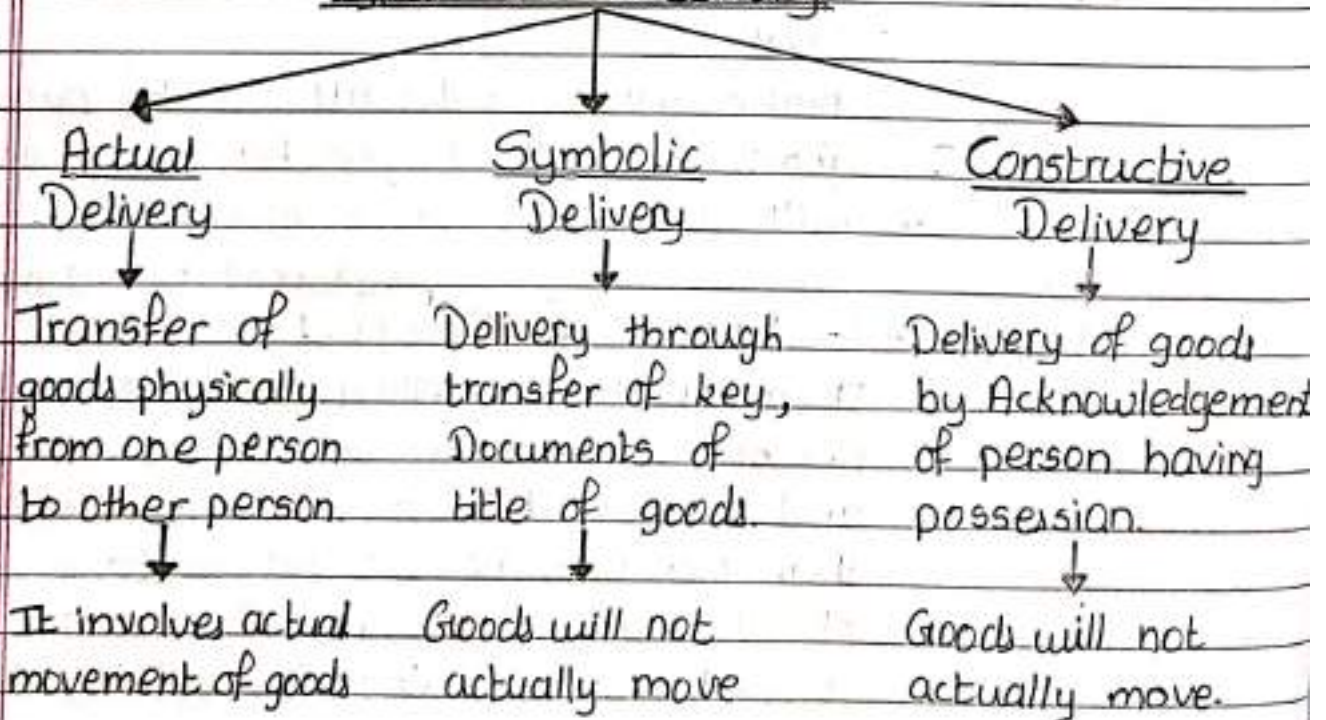 Actual
Delivery
Transfer of
goods physically
from one person
to other person.
It involves actual
movement of goods
Symbolic
Delivery
Delivery through
transfer of key,
Documents of
title of goods.
Goods will not
actually move
Constructive
Delivery
Delivery of goods
by Acknowledgement
of person having
possession.
Goods will not
actually move.